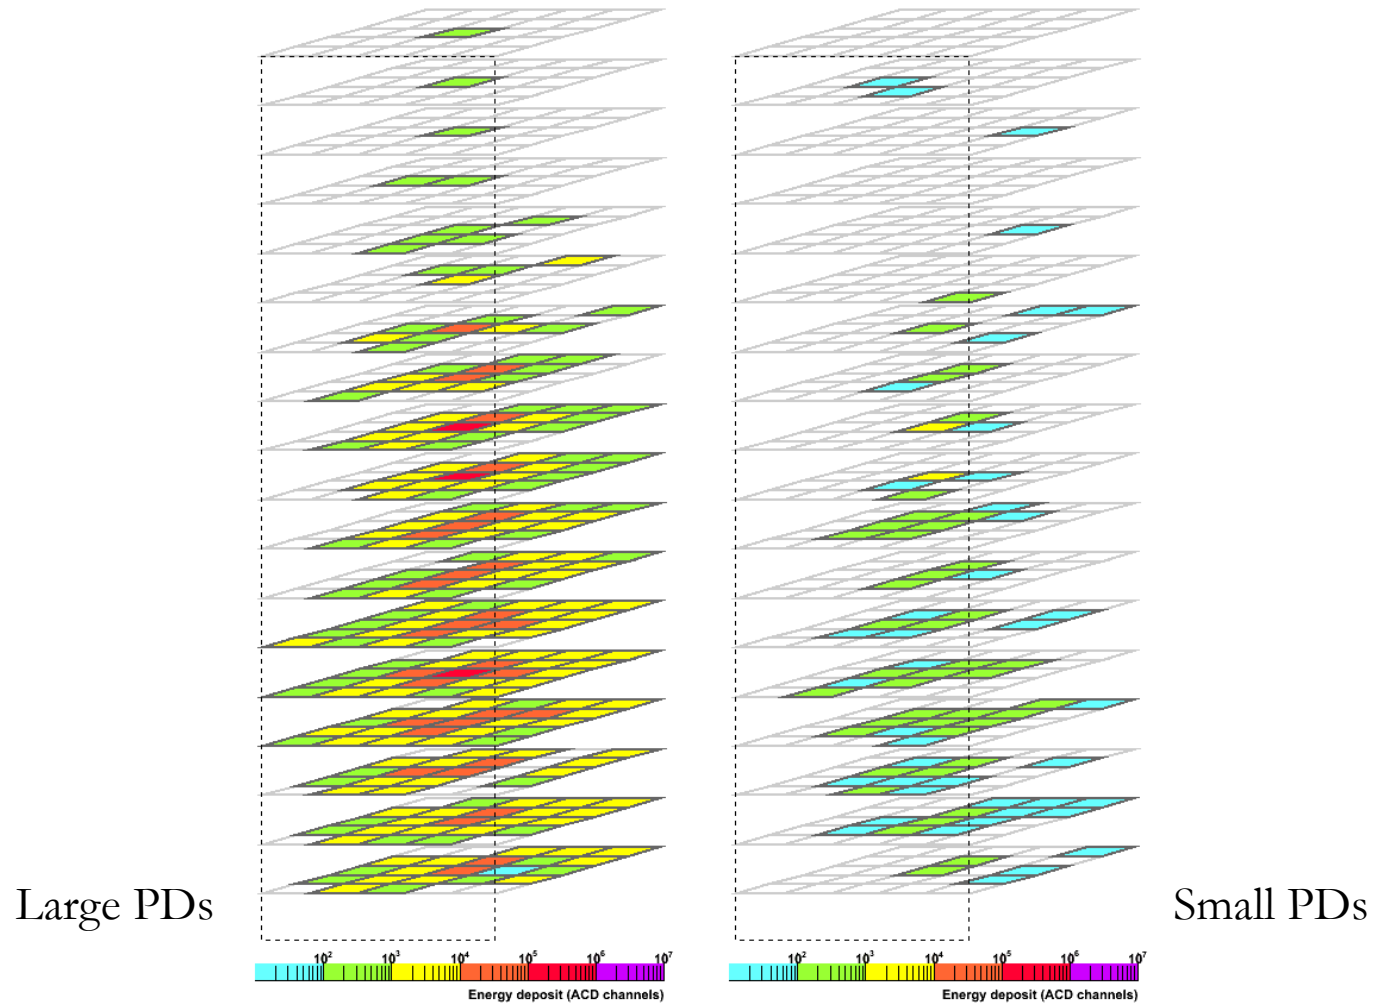 Large PDs
Small PDs
10² 10³ 10⁴ 10⁵ 10⁶ 10⁷
Energy deposit (ACD channels)
10² 10³ 10⁴ 10⁵ 10⁶ 10⁷
Energy deposit (ACD channels)